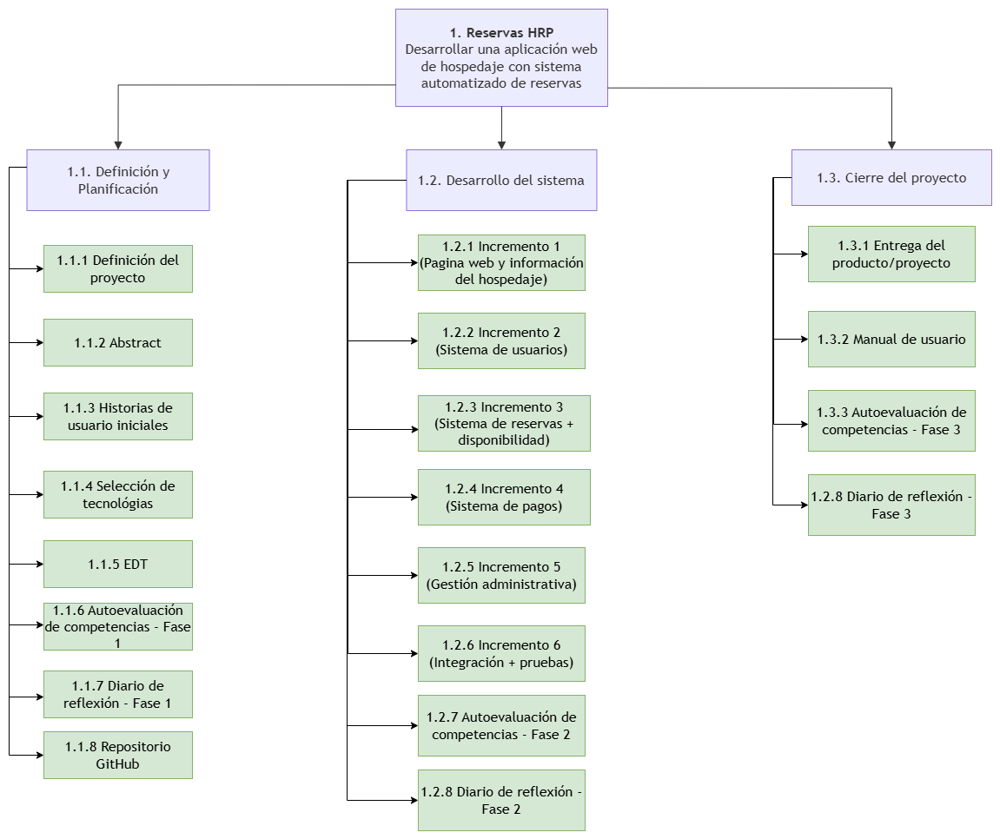 1. Reservas HRP
Desarrollar una aplicación web
de hospedaje con sistema
automatizado de reservas
1.1. Definición y
Planificación
1.1.1 Definición del
proyecto
1.1.2 Abstract
1.1.3 Historias de
usuario iniciales
1.1.4 Selección de
tecnológias
1.1.5 EDT
1.1.6 Autoevaluación
de competencias - Fase
1
1.1.7 Diario de
reflexión - Fase 1
1.1.8 Repositorio
GitHub
1.2. Desarrollo del sistema
1.2.1 Incremento 1
(Pagina web y información
del hospedaje)
1.2.2 Incremento 2
(Sistema de usuarios)
1.2.3 Incremento 3
(Sistema de reservas +
disponibilidad)
1.2.4 Incremento 4
(Sistema de pagos)
1.2.5 Incremento 5
(Gestión administrativa)
1.2.6 Incremento 6
(Integración + pruebas)
1.2.7 Autoevaluación de
competencias - Fase 2
1.2.8 Diario de reflexión -
Fase 2
1.3. Cierre del proyecto
1.3.1 Entrega del
producto/proyecto
1.3.2 Manual de usuario
1.3.3 Autoevaluación de
competencias - Fase 3
1.2.8 Diario de reflexión -
Fase 3